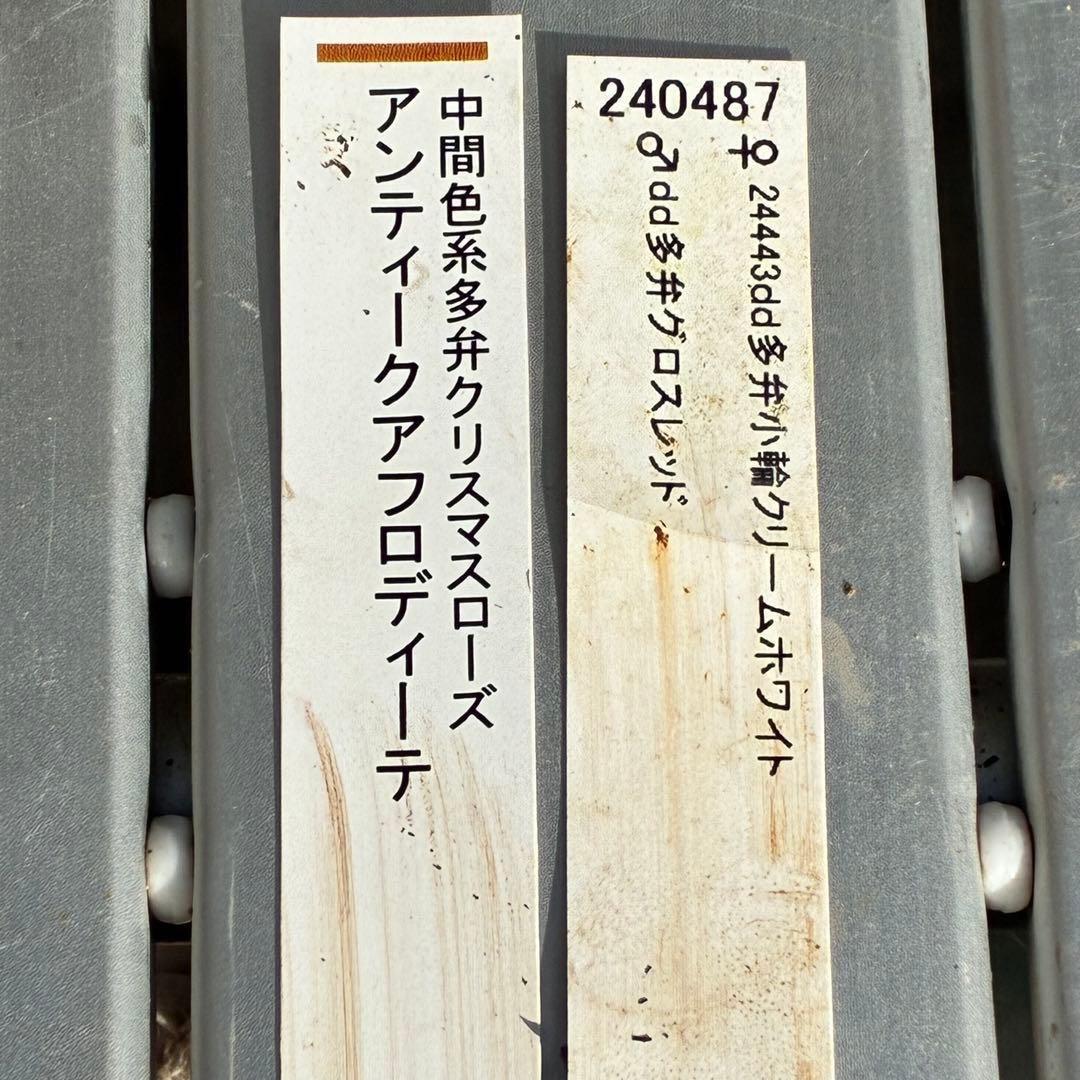 中間色系多弁クリスマスローズ
アンティークアフロディーテ
240487
♀24443dd多弁小輪クリームホワイト
♂dd多弁グロスレッド